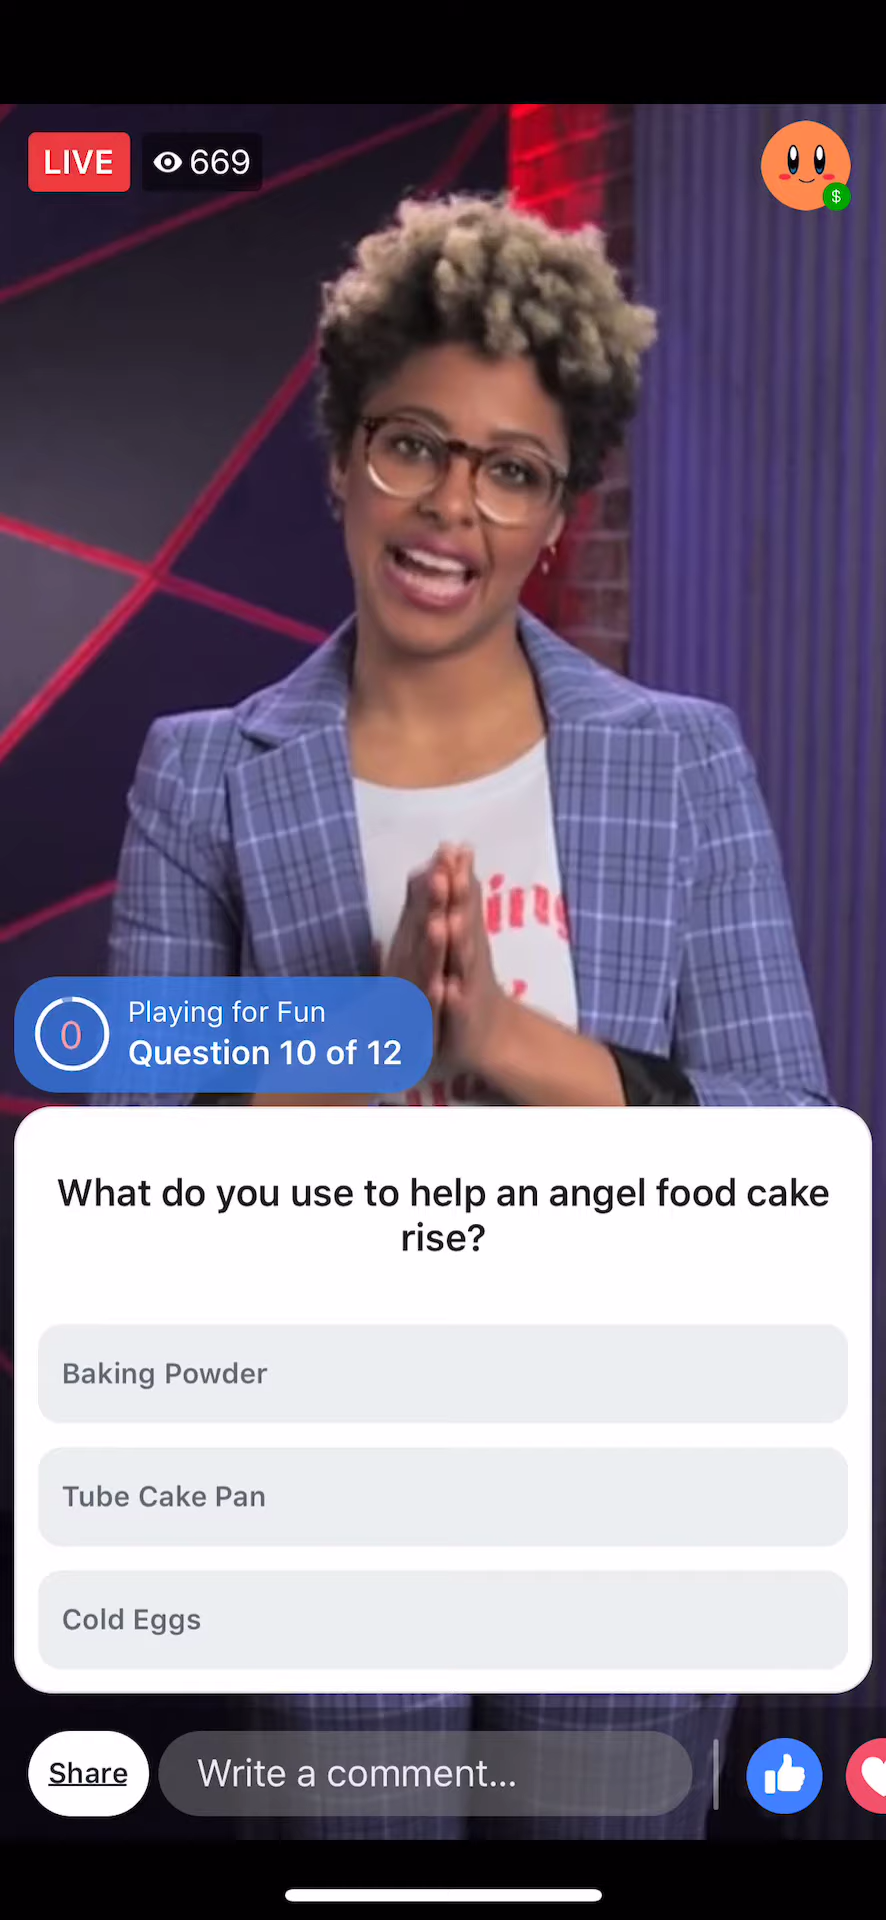 LIVE
669
$
ing
0
Playing for Fun
Question 10 of 12
What do you use to help an angel food cake
rise?
Baking Powder
Tube Cake Pan
Cold Eggs
Share
Write a comment...